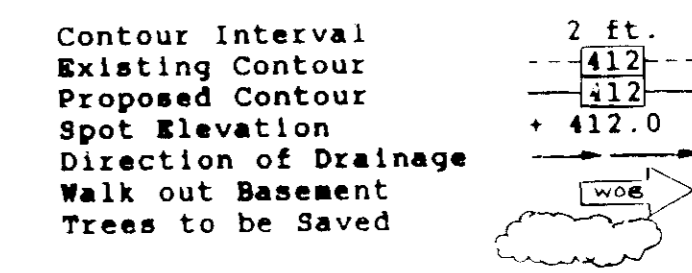 Contour Interval 2 ft.
Existing Contour 412
Proposed Contour 412
Spot Elevation + 412.0
Direction of Drainage
Walk out Basement WOB
Trees to be Saved